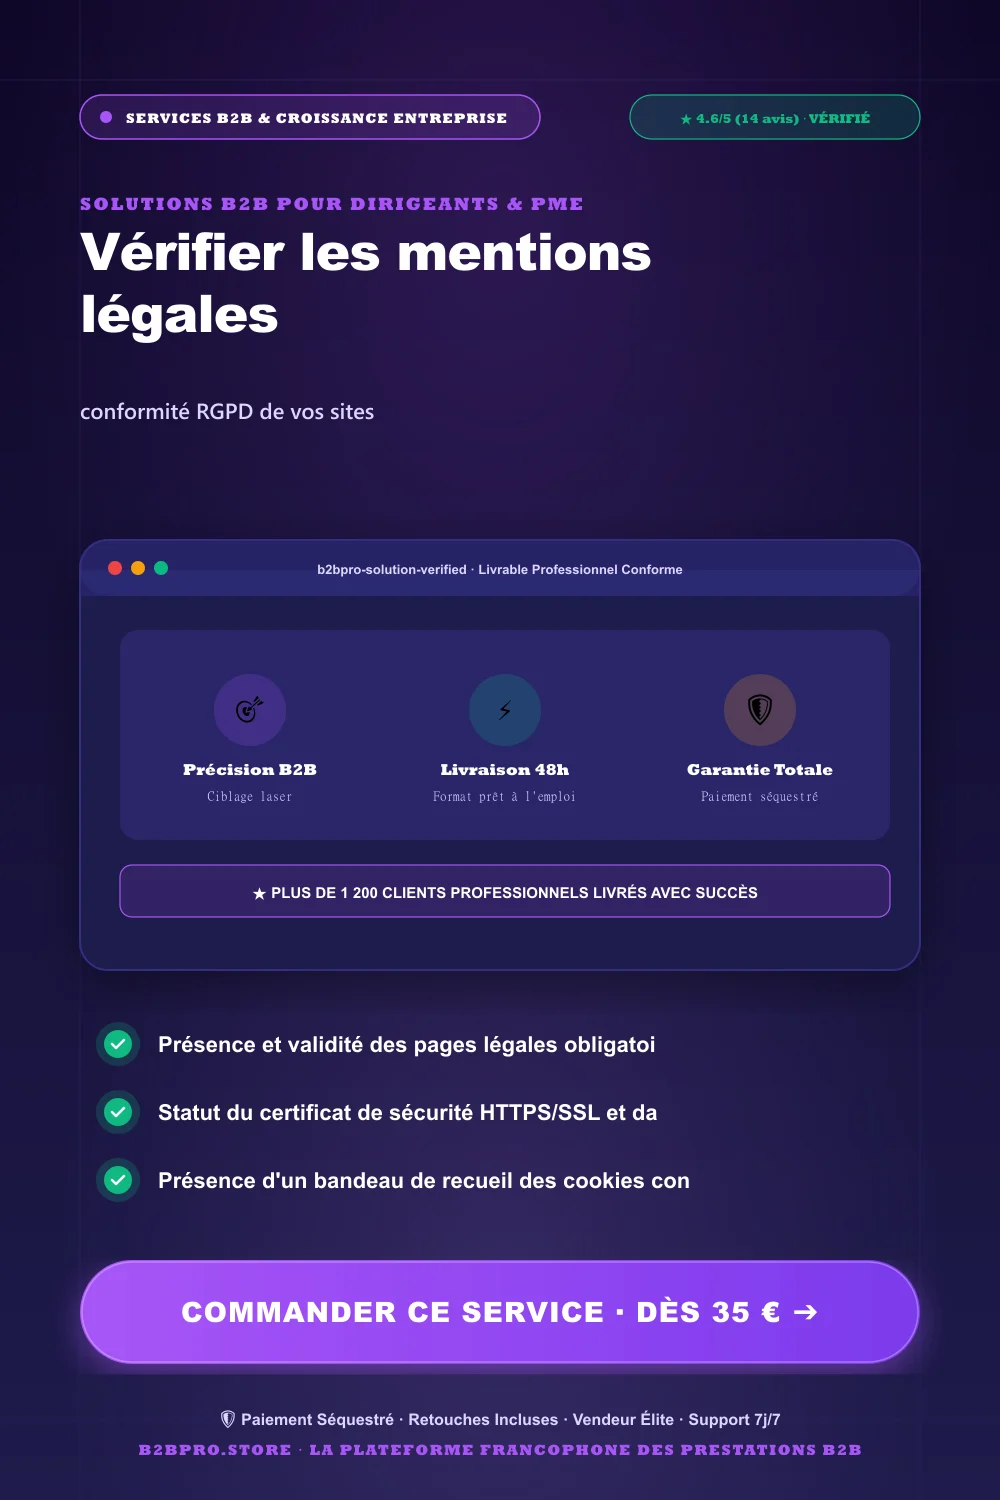 SERVICES B2B & CROISSANCE ENTREPRISE
★ 4.6/5 (14 avis) · VÉRIFIÉ
SOLUTIONS B2B POUR DIRIGEANTS & PME
Vérifier les mentions
légales
conformité RGPD de vos sites
b2bpro-solution-verified · Livrable Professionnel Conforme
Précision B2B
Ciblage laser
Livraison 48h
Format prêt à l'emploi
Garantie Totale
Paiement séquestré
★ PLUS DE 1 200 CLIENTS PROFESSIONNELS LIVRÉS AVEC SUCCÈS
Présence et validité des pages légales obligatoi
Statut du certificat de sécurité HTTPS/SSL et da
Présence d'un bandeau de recueil des cookies con
COMMANDER CE SERVICE · DÈS 35 € ➔
Paiement Séquestré · Retouches Incluses · Vendeur Élite · Support 7j/7
B2BPRO.STORE · LA PLATEFORME FRANCOPHONE DES PRESTATIONS B2B